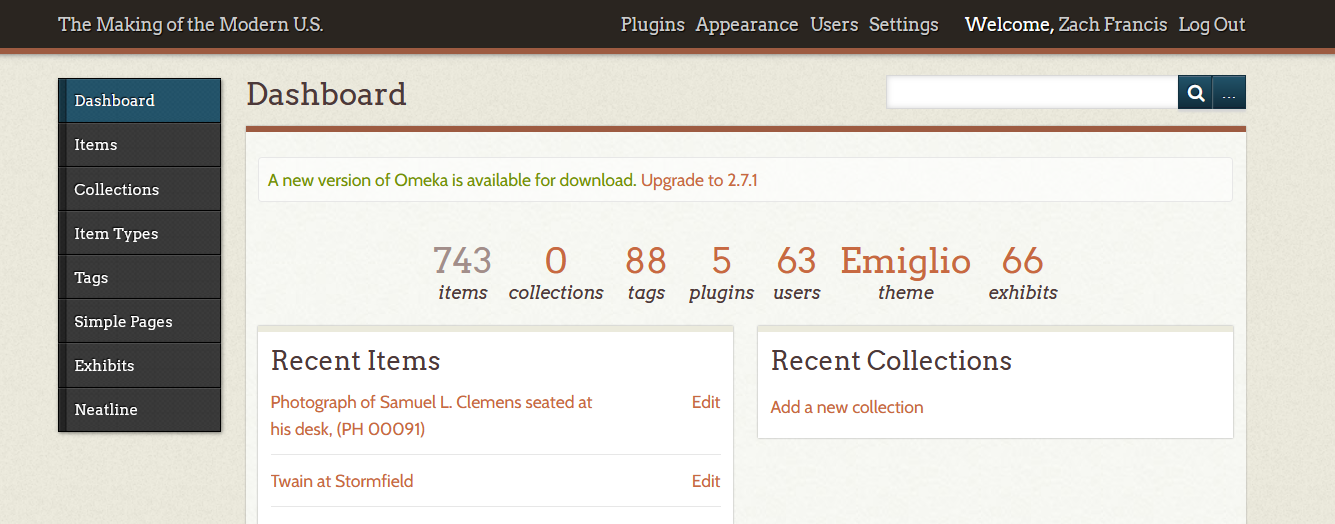 The Making of the Modern U.S.
Plugins Appearance Users Settings Welcome, Zach Francis Log Out
Dashboard
Items
Collections
Item Types
Tags
Simple Pages
Exhibits
Neatline
Dashboard
...
A new version of Omeka is available for download. Upgrade to 2.7.1
743 0 88 5 63 Emiglio 66
items collections tags plugins users theme exhibits
Recent Items
Photograph of Samuel L. Clemens seated at Edit
his desk, (PH 00091)
Twain at Stormfield Edit
Recent Collections
Add a new collection